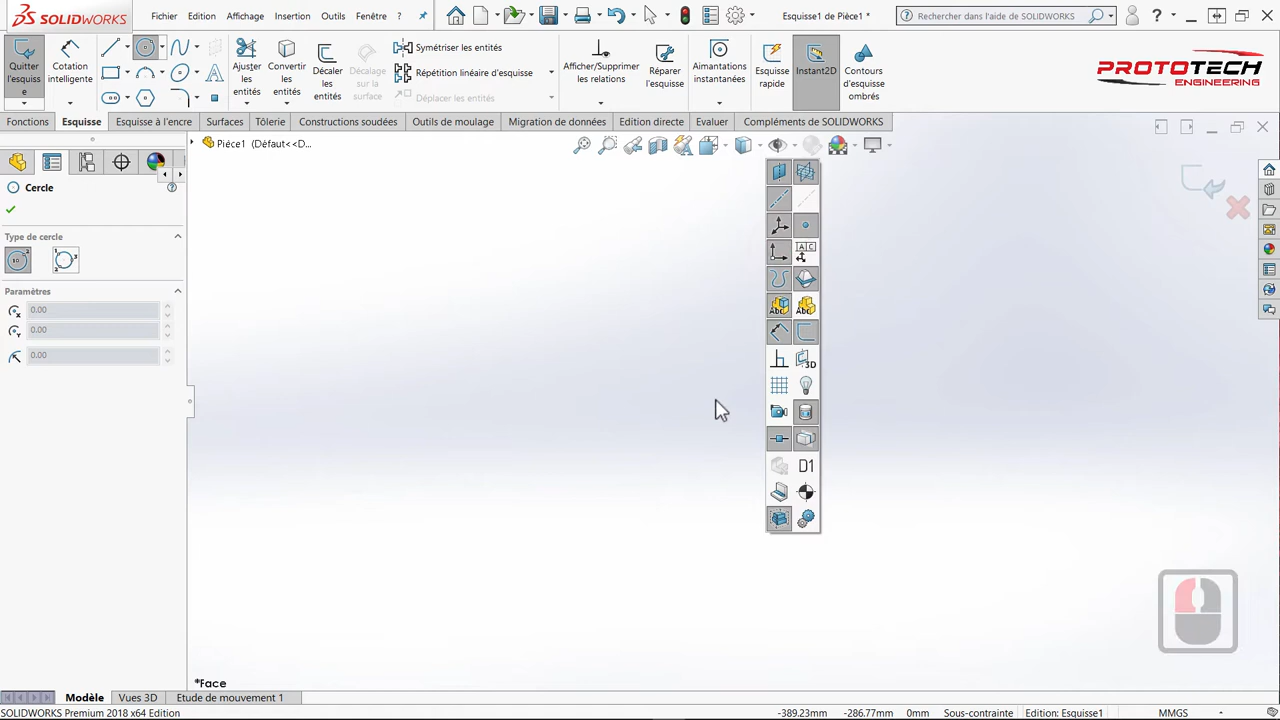 SOLIDWORKS
Fichier Edition Affichage Insertion Outils Fenêtre ?
Esquisse1 de Pièce1 *
Rechercher dans l'aide de SOLIDWORKS
Quitter l'esquiss e
Cotation intelligente
Ajuster les entités
Convertir les entités
Décaler les entités
Décalage sur la surface
Symétriser les entités
Répétition linéaire d'esquisse
Déplacer les entités
Afficher/Supprimer les relations
Réparer l'esquisse
Aimantations instantanées
Esquisse rapide
Instant2D
Contours d'esquisse ombrés
PROTOTECH
ENGINEERING
Fonctions Esquisse Esquisse à l'encre Surfaces Tôlerie Constructions soudées Outils de moulage Migration de données Edition directe Evaluer Compléments de SOLIDWORKS
Pièce1 (Défaut<<D...
Cercle
?
Type de cercle
Paramètres
0.00
0.00
0.00
Abc Abc
3D
D1
*Face
Modèle Vues 3D Etude de mouvement 1
SOLIDWORKS Premium 2018 x64 Edition
-389.23mm -286.77mm 0mm Sous-contrainte Edition: Esquisse1 MMGS